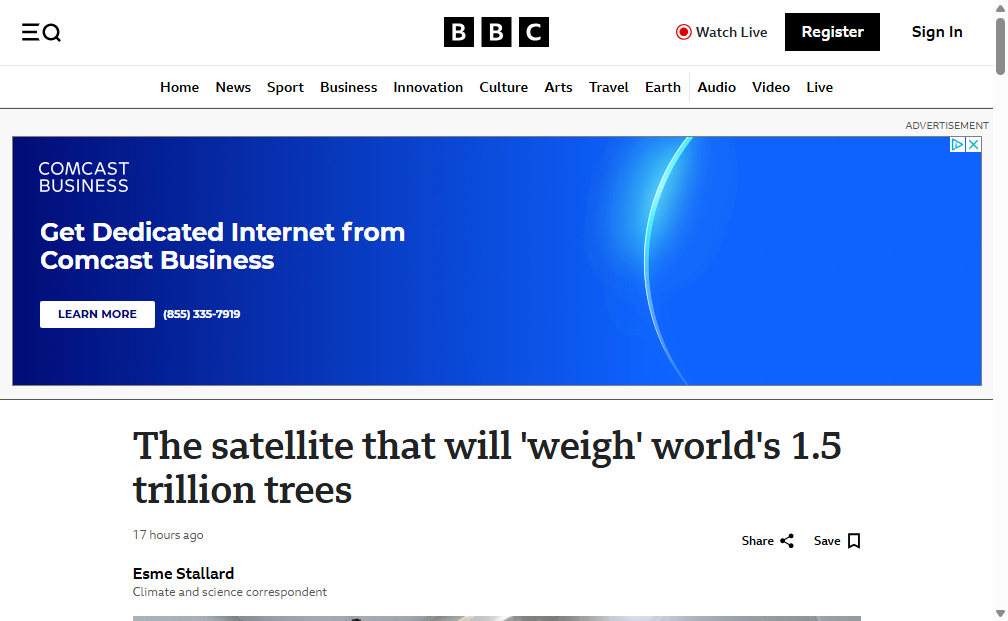 BBC
Watch Live
Register
Sign In
Home News Sport Business Innovation Culture Arts Travel Earth Audio Video Live
ADVERTISEMENT
COMCAST
BUSINESS
Get Dedicated Internet from
Comcast Business
LEARN MORE (855) 335-7919
The satellite that will 'weigh' world's 1.5
trillion trees
17 hours ago
Share Save
Esme Stallard
Climate and science correspondent